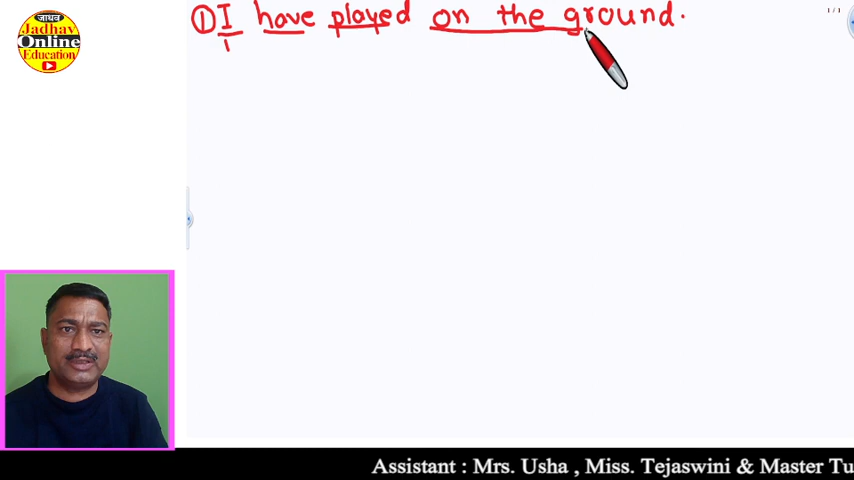 जाधव
Jadhav
Online
Education
① I have played on the ground.
1/1
Assistant : Mrs. Usha , Miss. Tejaswini & Master Tu